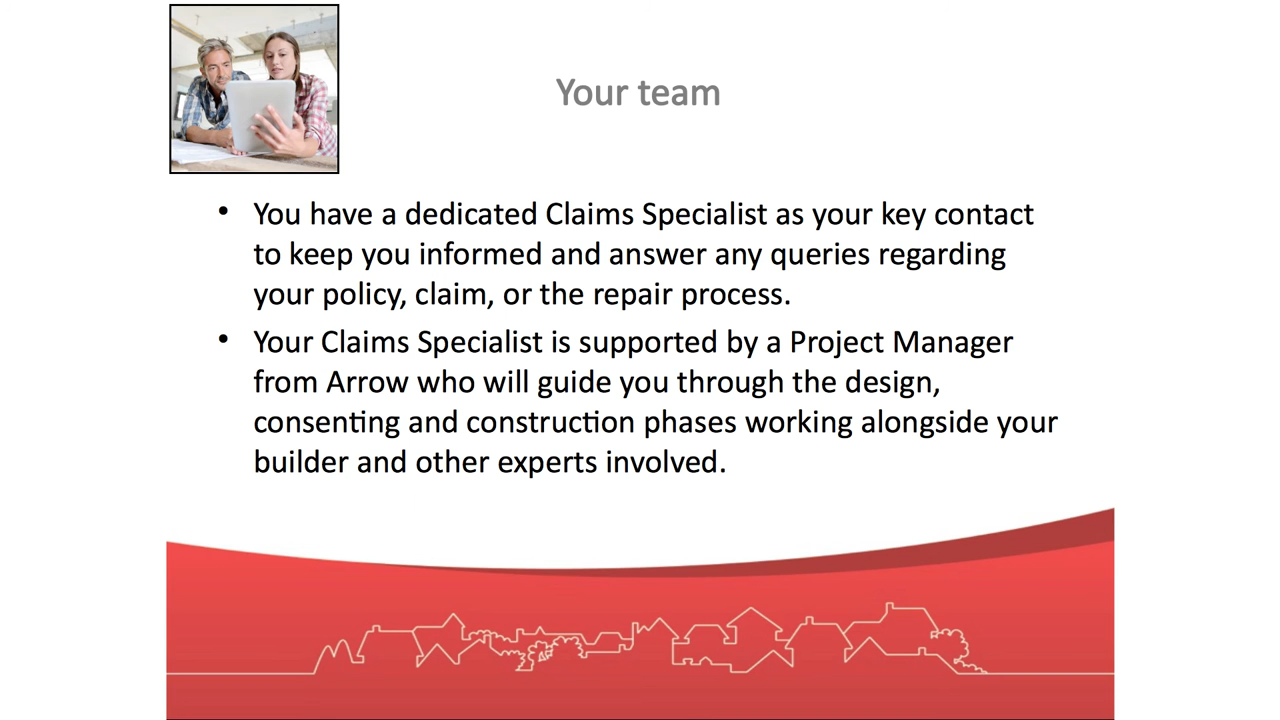 Your team
• You have a dedicated Claims Specialist as your key contact
to keep you informed and answer any queries regarding
your policy, claim, or the repair process.
• Your Claims Specialist is supported by a Project Manager
from Arrow who will guide you through the design,
consenting and construction phases working alongside your
builder and other experts involved.